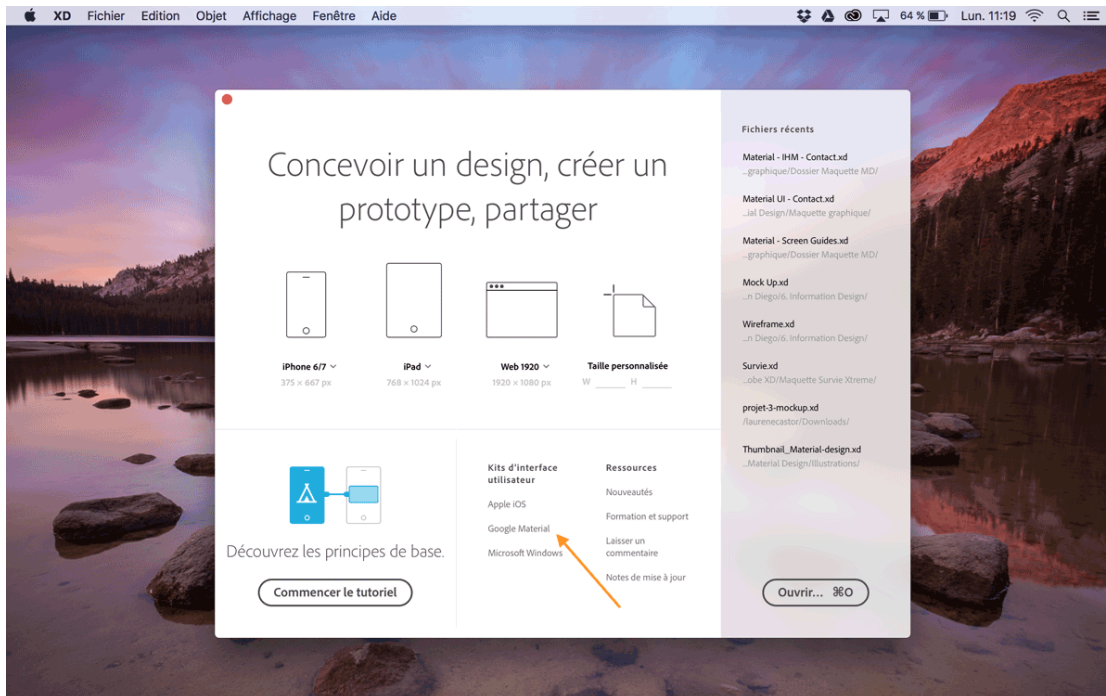 XD Fichier Edition Objet Affichage Fenêtre Aide 64 % Lun. 11:19
Concevoir un design, créer un
prototype, partager
iPhone 6/7
375 × 667 px
iPad
768 × 1024 px
Web 1920
1920 × 1080 px
Taille personnalisée
W H
Découvrez les principes de base.
Commencer le tutoriel
Kits d'interface
utilisateur
Apple iOS
Google Material
Microsoft Windows
Ressources
Nouveautés
Formation et support
Laisser un
commentaire
Notes de mise à jour
Fichiers récents
Material - IHM - Contact.xd
...graphique/Dossier Maquette MD/
Material UI - Contact.xd
...ial Design/Maquette graphique/
Material - Screen Guides.xd
...graphique/Dossier Maquette MD/
Mock Up.xd
...n Diego/6. Information Design/
Wireframe.xd
...n Diego/6. Information Design/
Survie.xd
...obe XD/Maquette Survie Xtreme/
projet-3-mockup.xd
/laurenecastor/Downloads/
Thumbnail_Material-design.xd
...Material Design/Illustrations/
Ouvrir... ⌘O